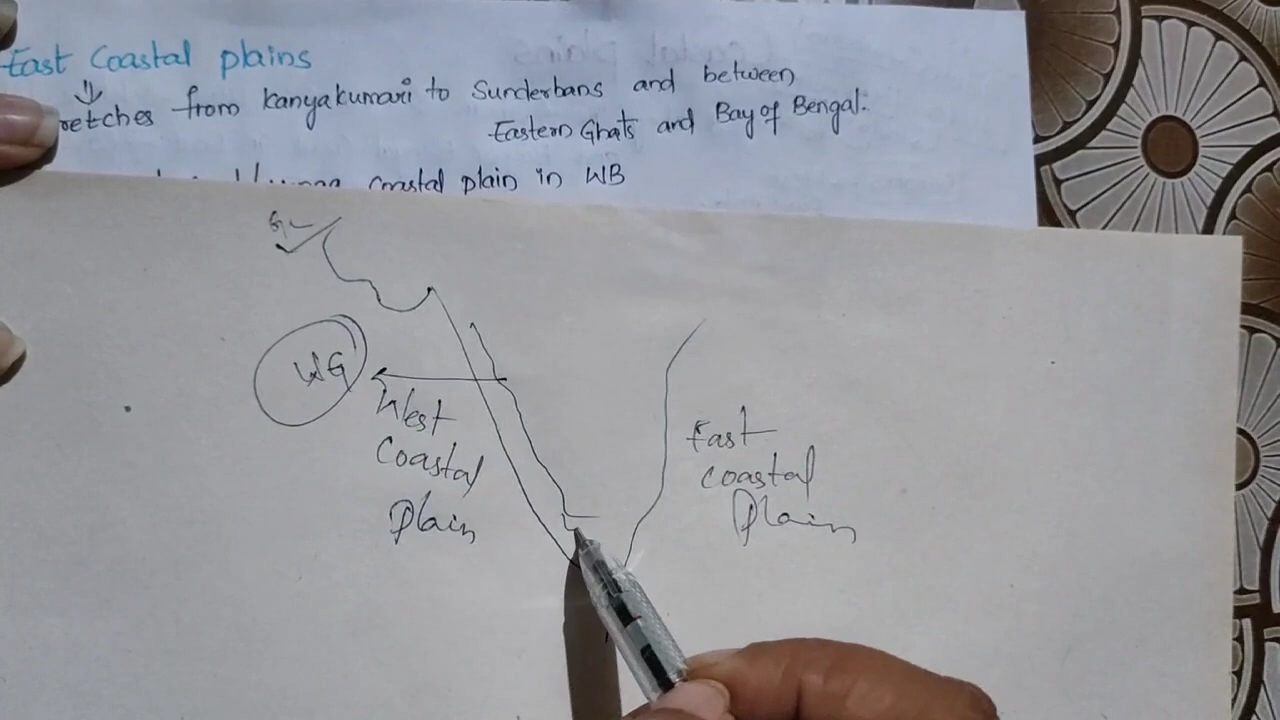 East Coastal plains
retches from Kanyakumari to Sunderbans and between
Eastern Ghats and Bay of Bengal.
coastal plain in WB
WG
West
Coastal
Plain
East
Coastal
Plain